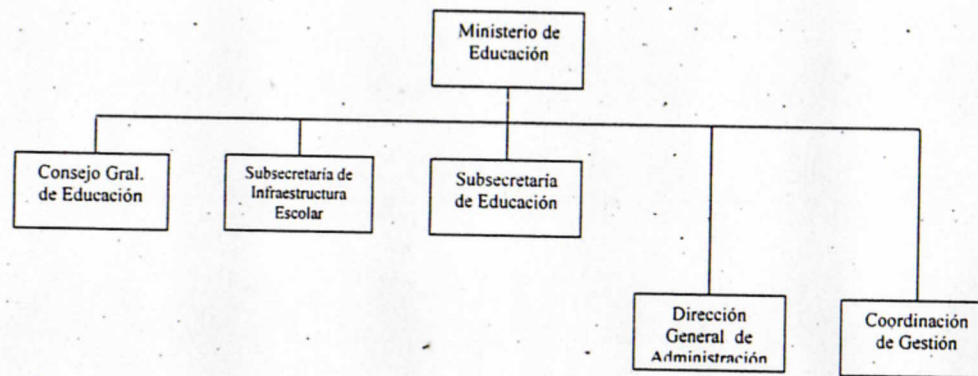 Ministerio de
Educación
Consejo Gral.
de Educación
Subsecretaría de
Infraestructura
Escolar
Subsecretaría
de Educación
Dirección
General de
Administración
Coordinación
de Gestión